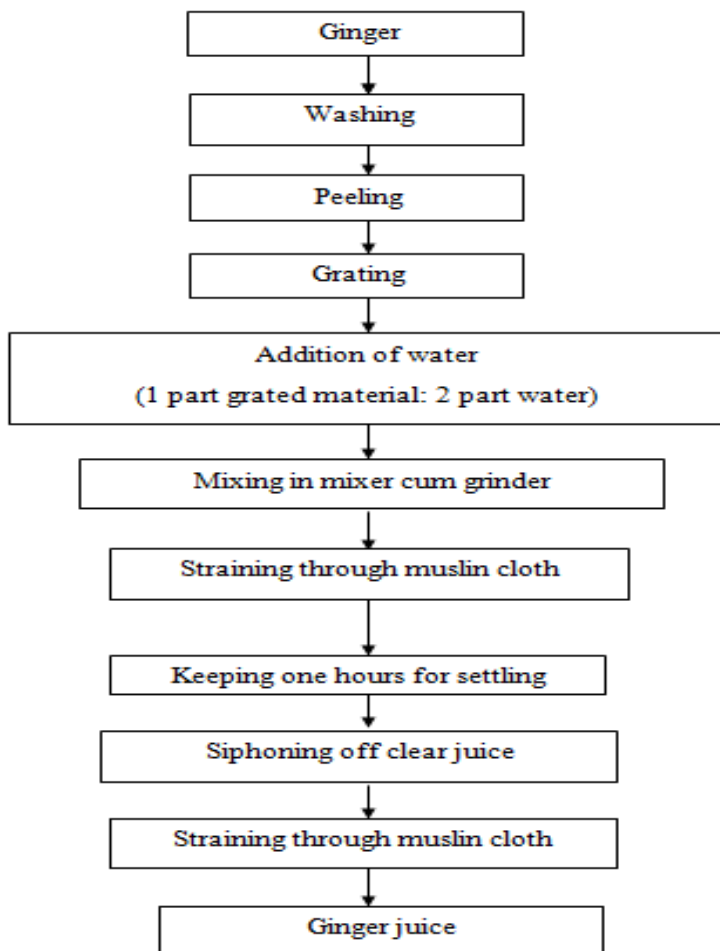 Ginger
Washing
Peeling
Grating
Addition of water
(1 part grated material: 2 part water)
Mixing in mixer cum grinder
Straining through muslin cloth
Keeping one hours for settling
Siphoning off clear juice
Straining through muslin cloth
Ginger juice